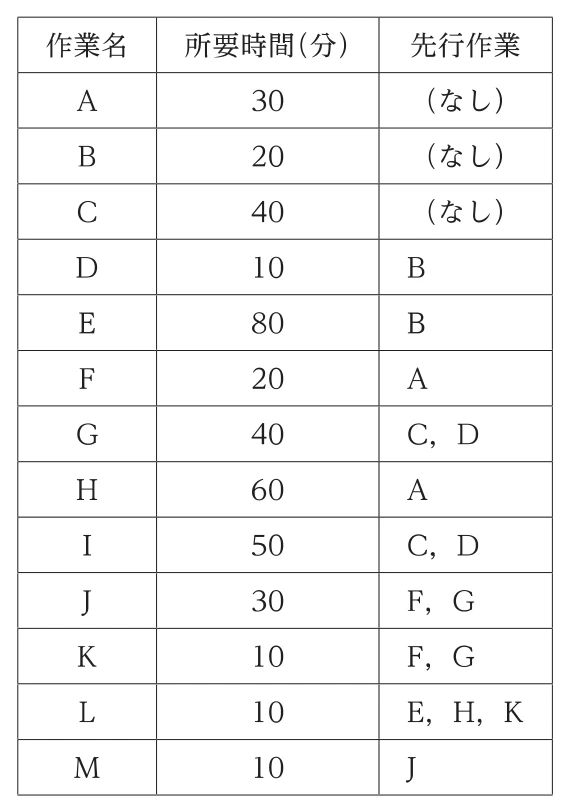 作業名 所要時間(分) 先行作業
A 30 (なし)
B 20 (なし)
C 40 (なし)
D 10 B
E 80 B
F 20 A
G 40 C, D
H 60 A
I 50 C, D
J 30 F, G
K 10 F, G
L 10 E, H, K
M 10 J